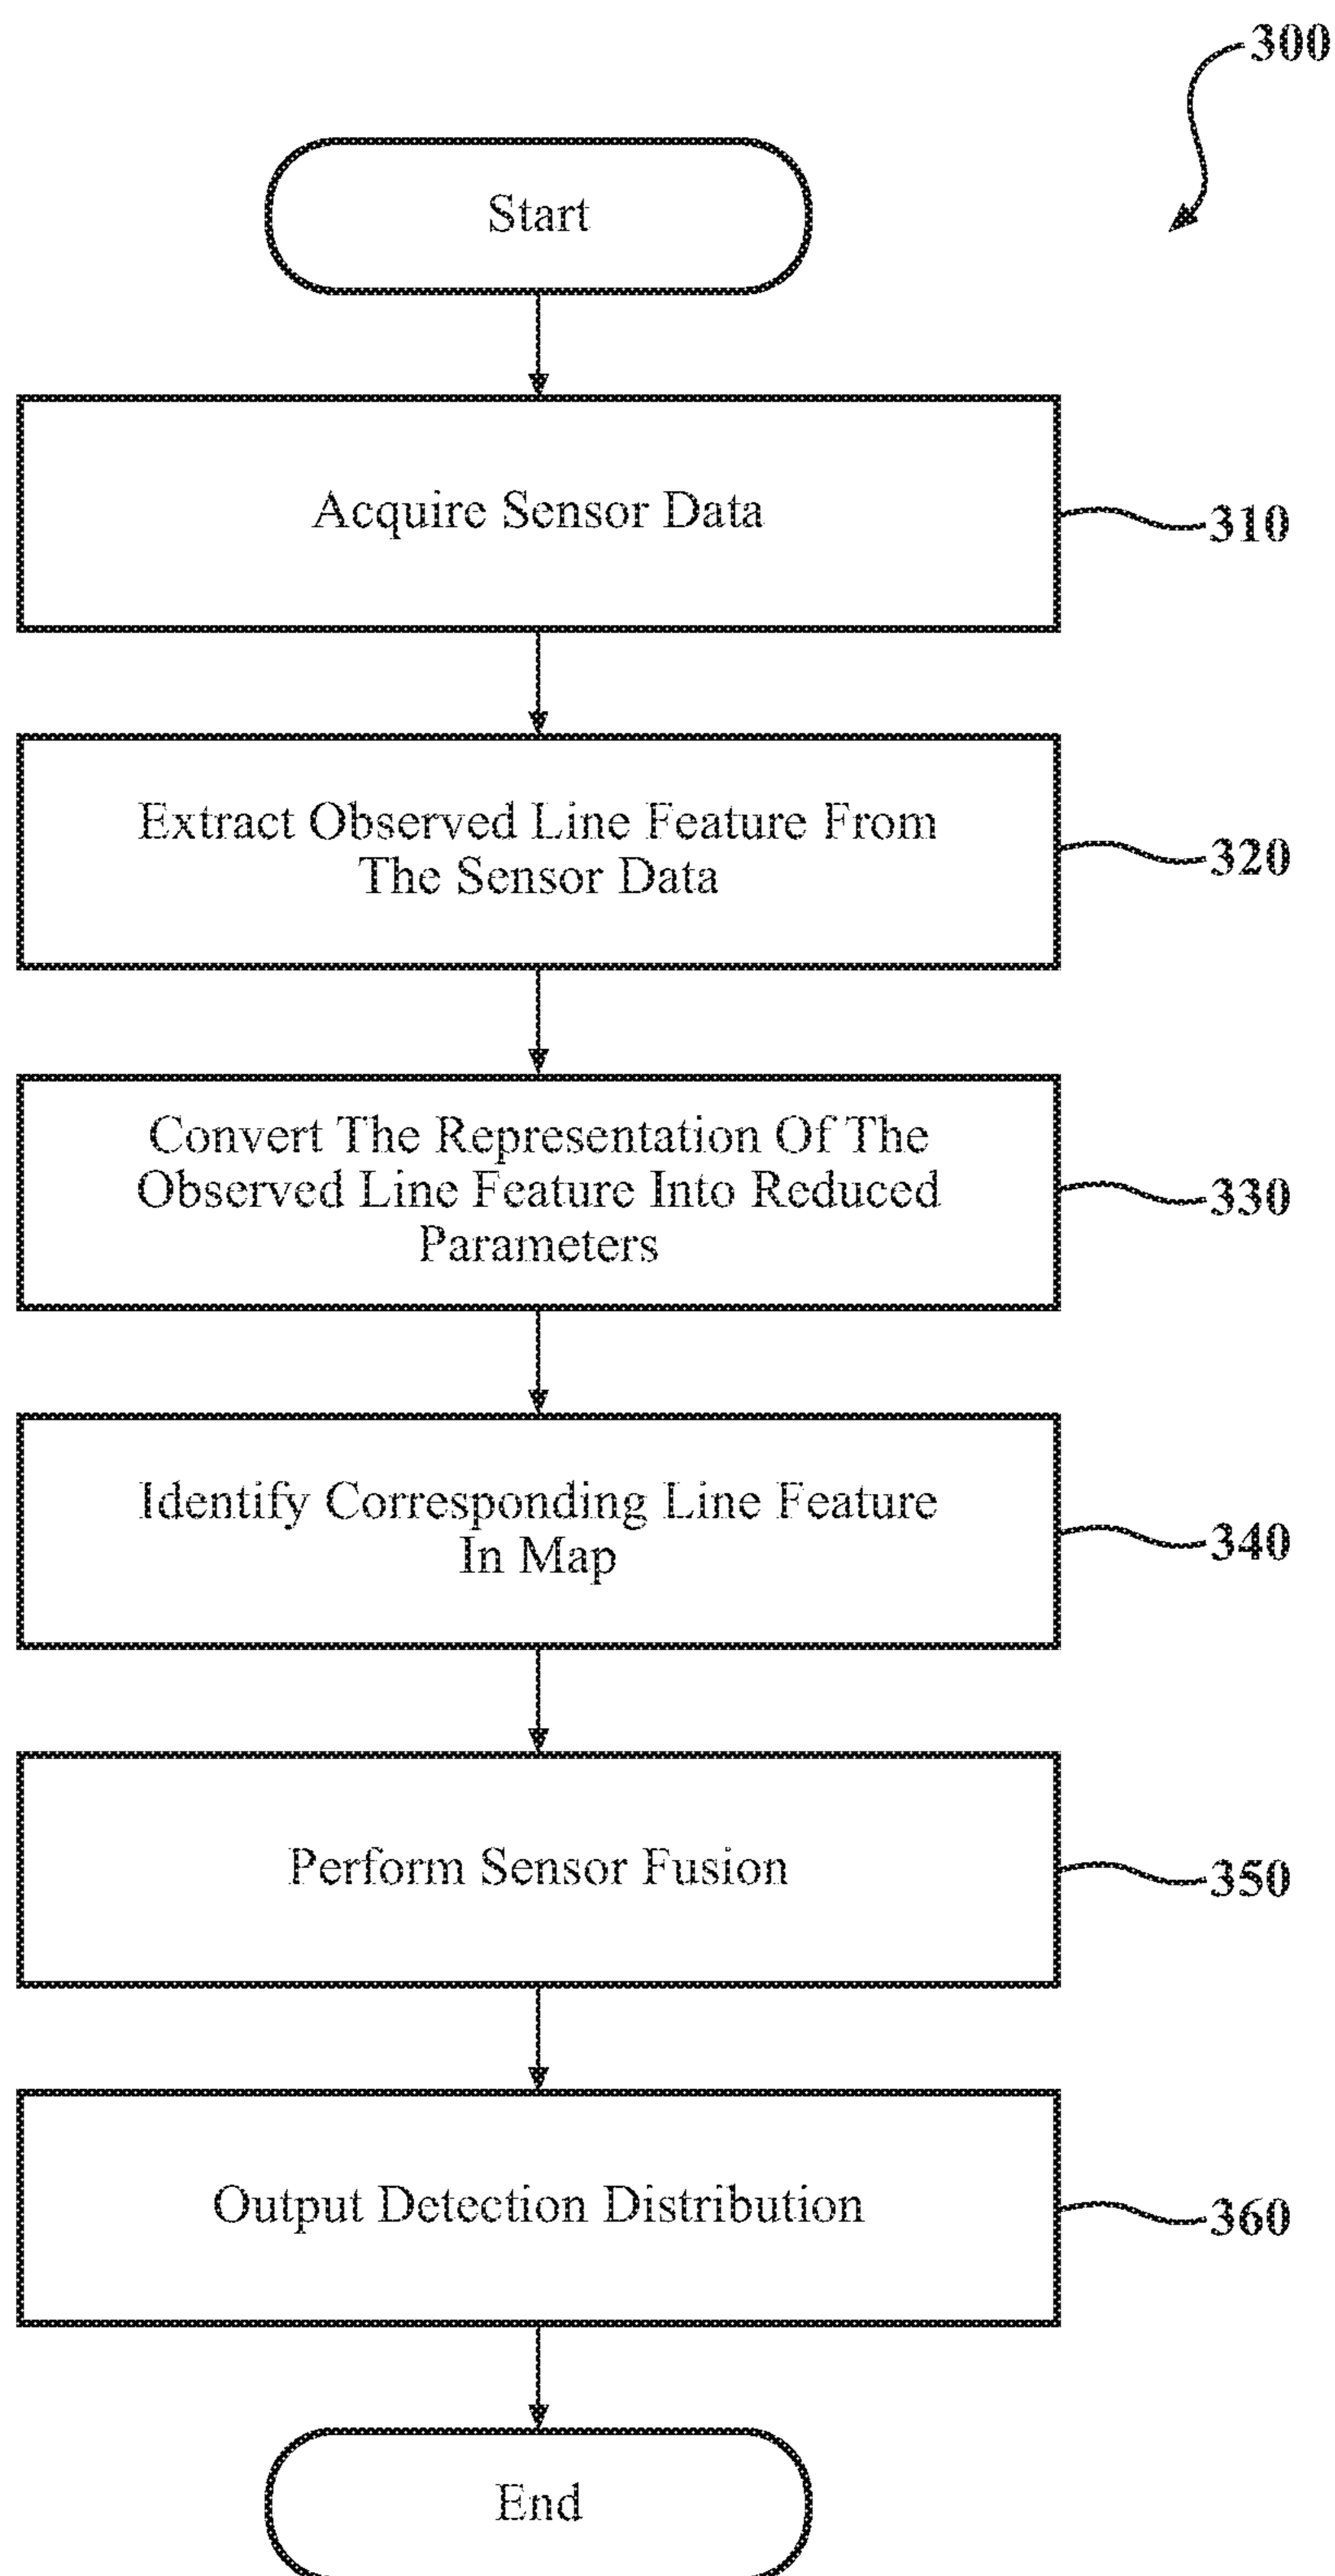 300
Start
Acquire Sensor Data
310
Extract Observed Line Feature From
The Sensor Data
320
Convert The Representation Of The
Observed Line Feature Into Reduced
Parameters
330
Identify Corresponding Line Feature
In Map
340
Perform Sensor Fusion
350
Output Detection Distribution
360
End